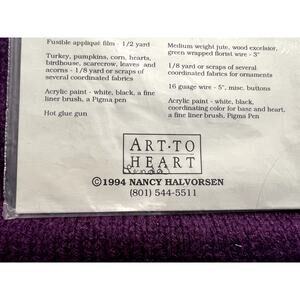 Fusible appliqué film - 1/2 yard
Turkey, pumpkins, corn, hearts,
birdhouse, scarecrow, leaves and
acorns - 1/8 yard or scraps of
several coordinated fabrics
Acrylic paint - white, black, a fine
liner brush, a Pigma pen
Hot glue gun
Medium weight jute, wood excelsior,
green wrapped florist wire - 3"
1/8 yard or scraps of several
coordinated fabrics for ornaments
16 guage wire - 5", misc. buttons
Acrylic paint - white, black,
coordinating color for base and heart,
a fine liner brush, Pigma Pen
ART·TO
HEART
Linda
©1994 NANCY HALVORSEN
(801) 544-5511